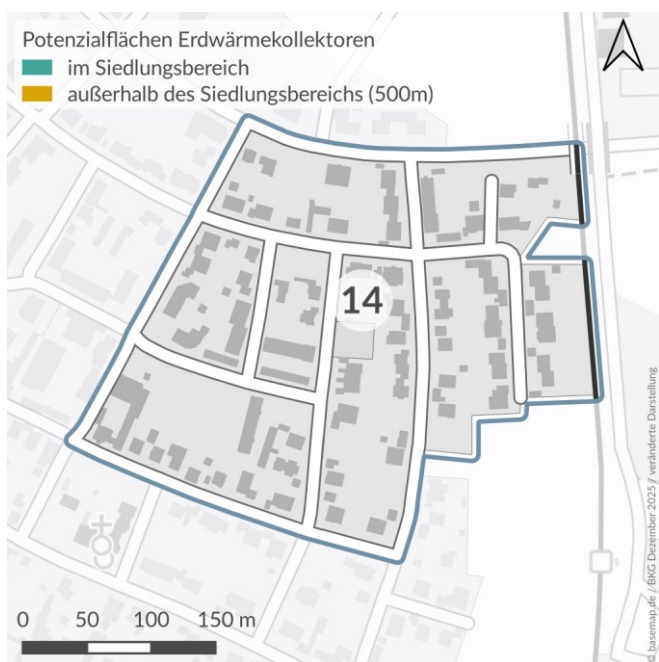 Potenzialflächen Erdwärmekollektoren
im Siedlungsbereich
außerhalb des Siedlungsbereichs (500m)
14
0 50 100 150 m
© basemap.de / BKG Dezember 2025 / veränderte Darstellung